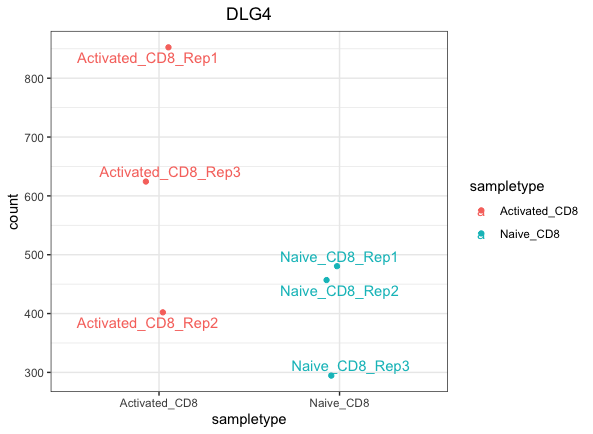 DLG4
Activated_CD8_Rep1
800
700
Activated_CD8_Rep3
600
count
500
Naive_CD8_Rep1
Naive_CD8_Rep2
400
Activated_CD8_Rep2
300
Naive_CD8_Rep3
Activated_CD8
Naive_CD8
sampletype
sampletype
a Activated_CD8
a Naive_CD8